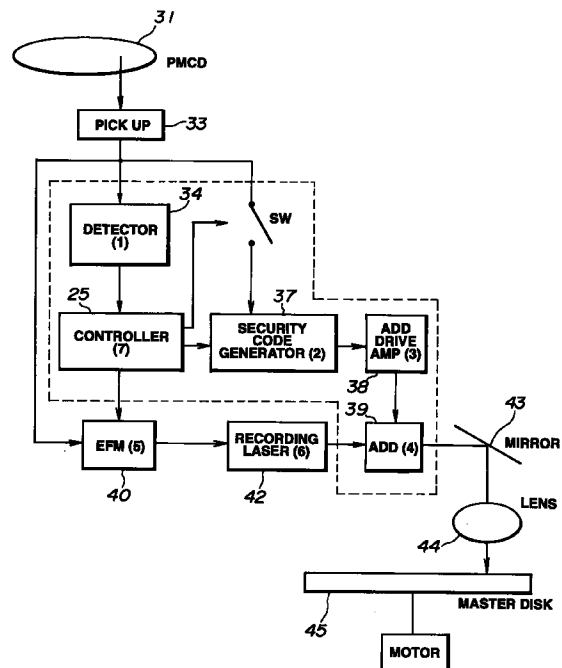 31
PMCD
PICK UP
33
34
DETECTOR
(1)
SW
25
CONTROLLER
(7)
37
SECURITY
CODE
GENERATOR (2)
ADD
DRIVE
AMP (3)
38
39
ADD (4)
43
MIRROR
EFM (5)
40
RECORDING
LASER (6)
42
LENS
44
MASTER DISK
45
MOTOR